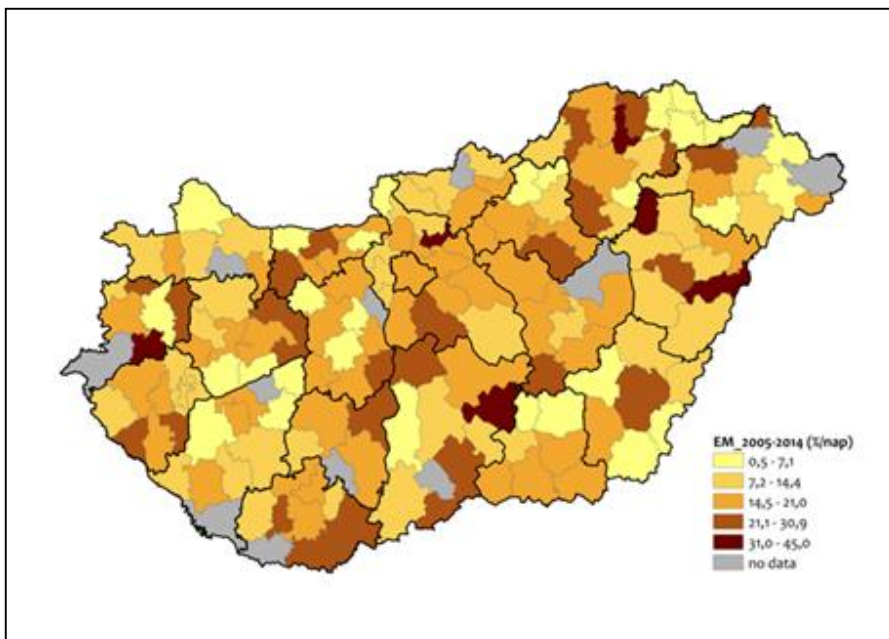 EM_2005-2014 (%/nap)
0,5 - 7,1
7,2 - 14,4
14,5 - 21,0
21,1 - 30,9
31,0 - 45,0
no data